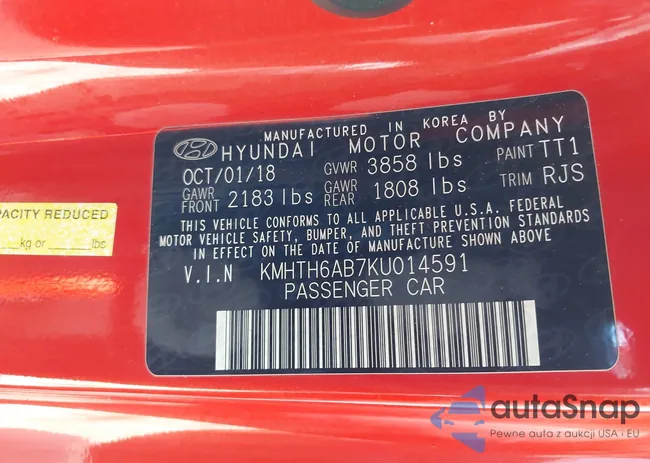 MANUFACTURED IN KOREA BY
HYUNDAI MOTOR COMPANY
OCT/01/18 GVWR 3858 lbs PAINT TT1
GAWR FRONT 2183 lbs GAWR REAR 1808 lbs TRIM RJS
THIS VEHICLE CONFORMS TO ALL APPLICABLE U.S.A. FEDERAL
MOTOR VEHICLE SAFETY, BUMPER, AND THEFT PREVENTION STANDARDS
IN EFFECT ON THE DATE OF MANUFACTURE SHOWN ABOVE
V.I.N KMHTH6AB7KU014591
PASSENGER CAR
APACITY REDUCED
kg or lbs
autaSnap
Pewne auta z aukcji USA i EU